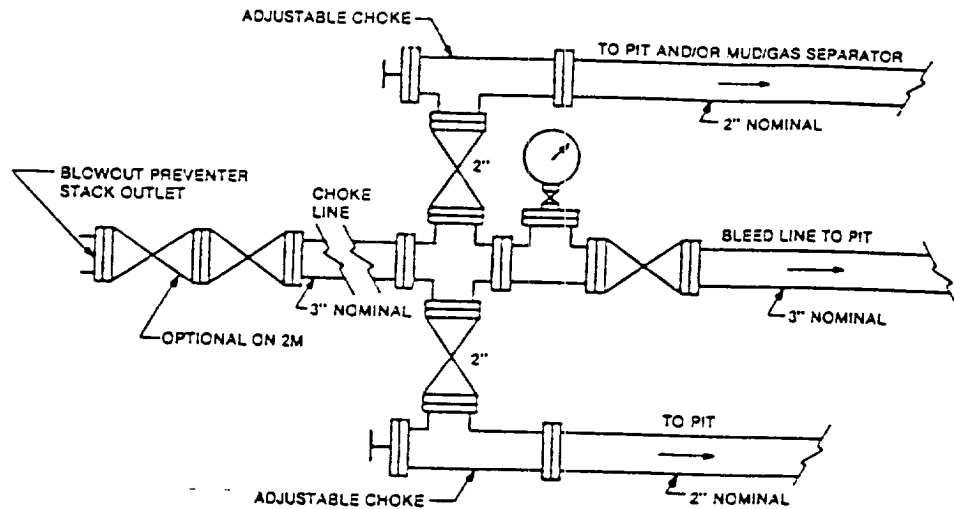 ADJUSTABLE CHOKE
TO PIT AND/OR MUD/GAS SEPARATOR
2" NOMINAL
2"
BLOWOUT PREVENTER
STACK OUTLET
CHOKE
LINE
BLEED LINE TO PIT
3" NOMINAL
3" NOMINAL
OPTIONAL ON 2M
2"
TO PIT
ADJUSTABLE CHOKE
2" NOMINAL